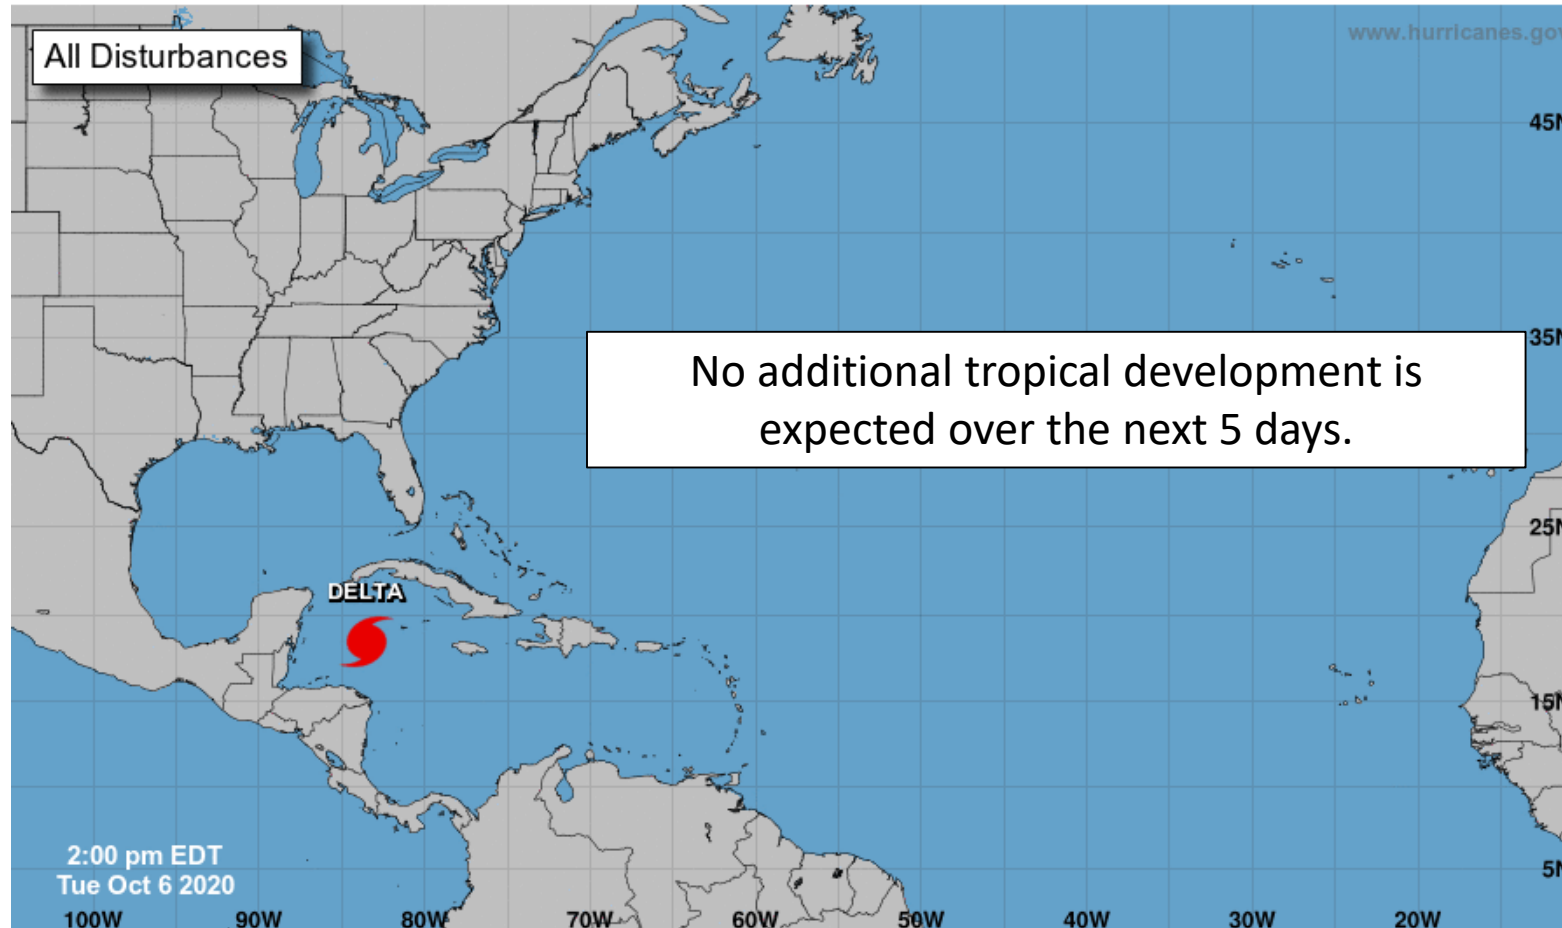 All Disturbances
www.hurricanes.gov
45N
35N
No additional tropical development is
expected over the next 5 days.
25N
DELTA
15N
2:00 pm EDT
Tue Oct 6 2020
5N
100W 90W 80W 70W 60W 50W 40W 30W 20W